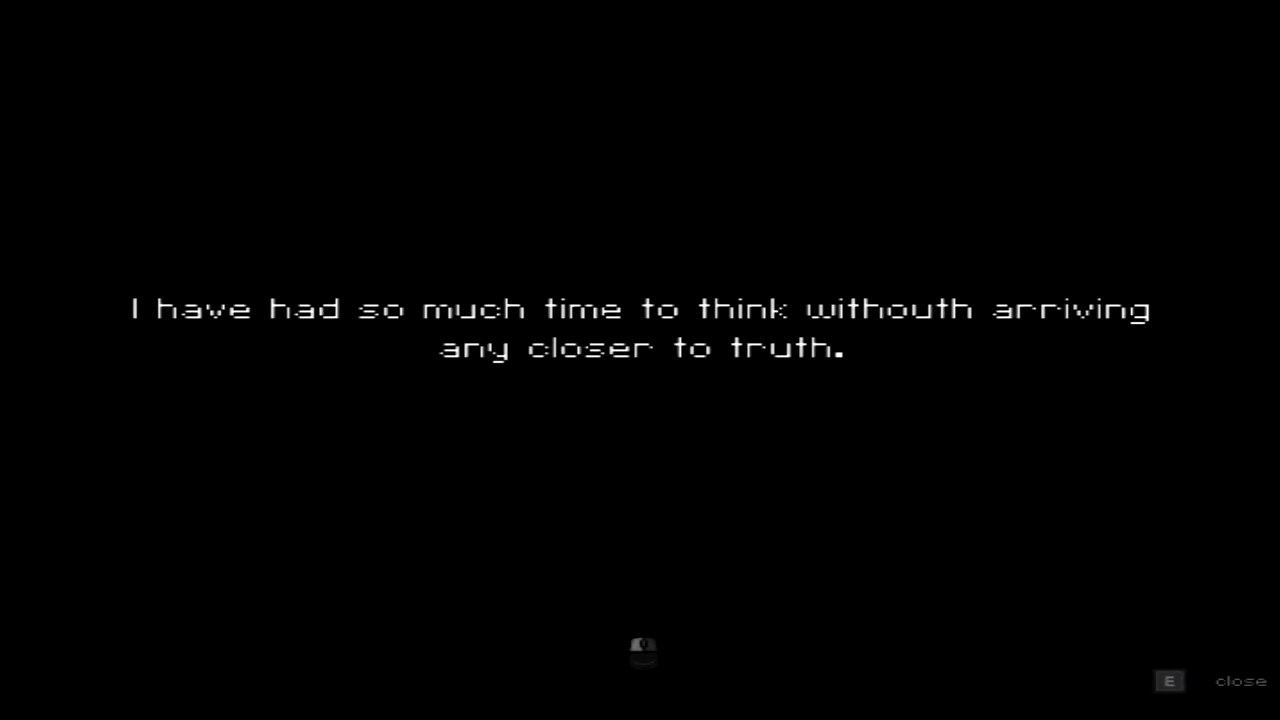 I have had so much time to think withouth arriving
any closer to truth.
E close